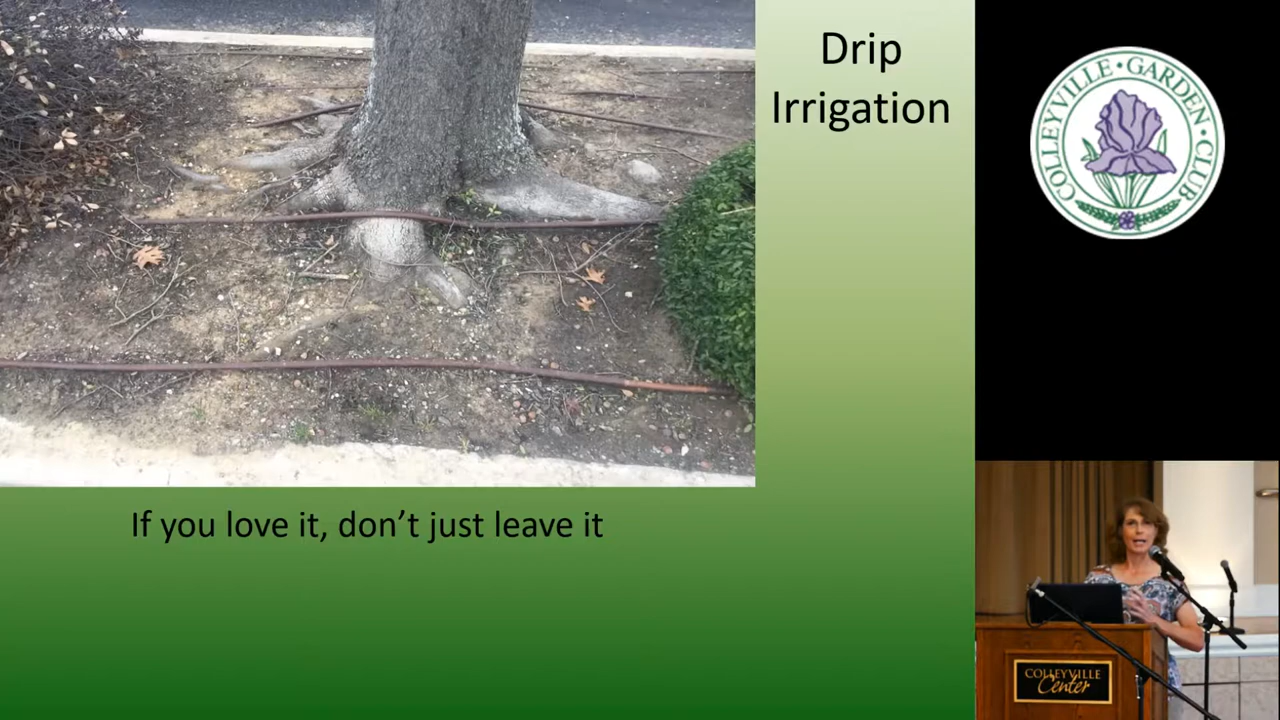 Drip
Irrigation
COLLEYVILLE • GARDEN • CLUB
If you love it, don’t just leave it
COLLEYVILLE
Center